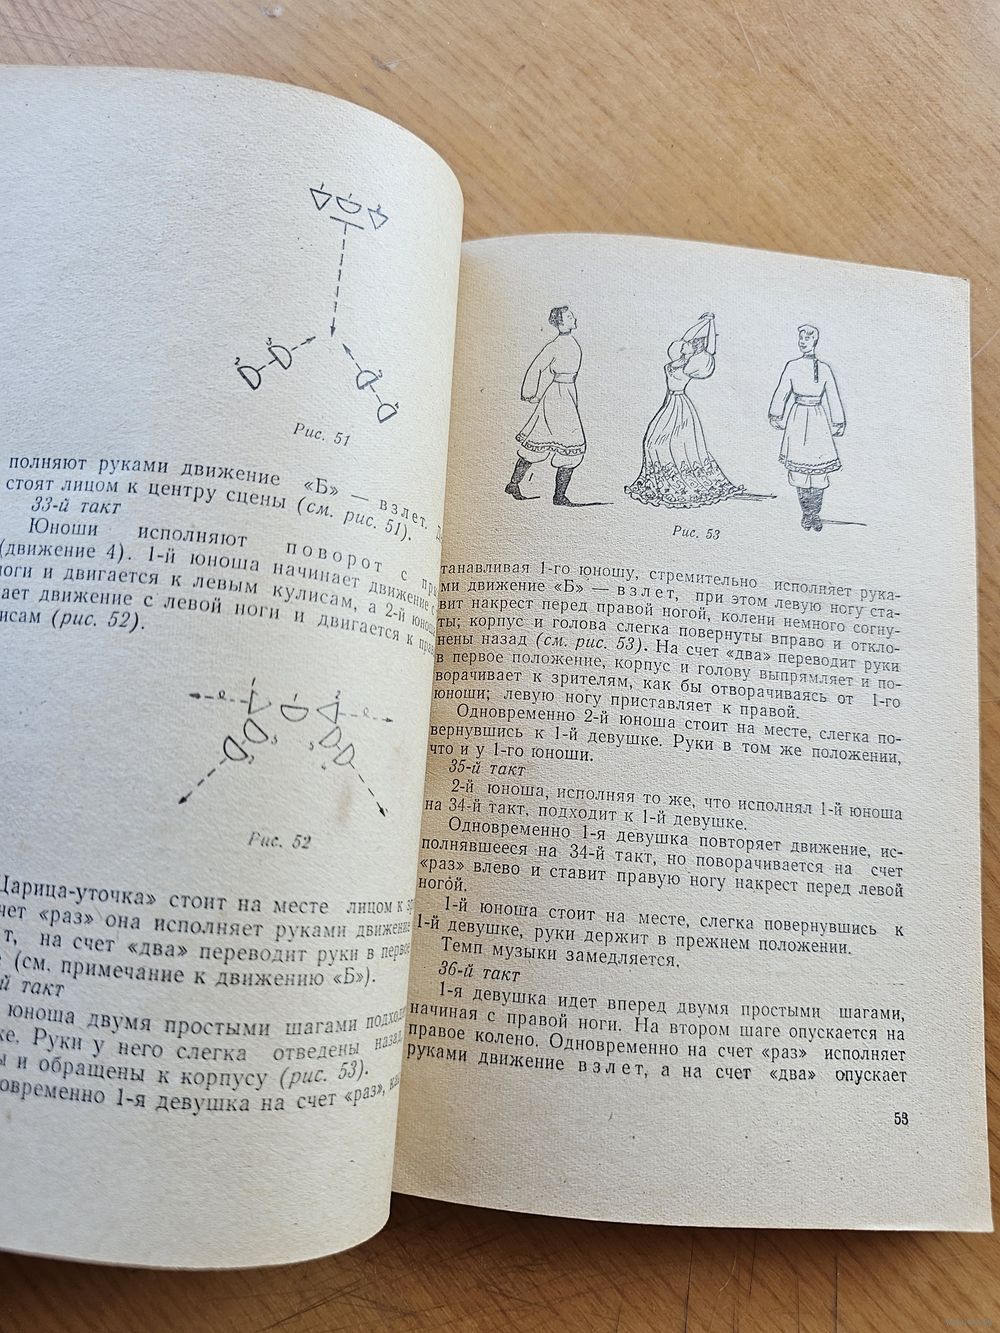 Рис. 51
полняют руками движение «Б» — взлет.
стоят лицом к центру сцены (см. рис. 51).
33-й такт
Юноши исполняют поворот с
(движение 4). 1-й юноша начинает движение с
ноги и двигается к левым кулисам, а 2-й юноша
движение с левой ноги и двигается к
(рис. 52).
1 2
3 3
Рис. 52
Царица-уточка» стоит на месте лицом к
счет «раз» она исполняет руками движение
на счет «два» переводит руки в первое
(см. примечание к движению «Б»).
такт
юноша двумя простыми шагами
Руки у него слегка отведены назад,
и обращены к корпусу (рис. 53).
1-я девушка на счет «раз»,
Рис. 53
танавливая 1-го юношу, стремительно исполняет рука-
ми движение «Б» — взлет, при этом левую ногу ста-
вит накрест перед правой ногой, колени немного согну-
ты; корпус и голова слегка повернуты вправо и откло-
нены назад (см. рис. 53). На счет «два» переводит руки
в первое положение, корпус и голову выпрямляет и по-
ворачивает к зрителям, как бы отворачиваясь от 1-го
юноши; левую ногу приставляет к правой.
Одновременно 2-й юноша стоит на месте, слегка по-
вернувшись к 1-й девушке. Руки в том же положении,
что и у 1-го юноши.
35-й такт
2-й юноша, исполняя то же, что исполнял 1-й юноша
на 34-й такт, подходит к 1-й девушке.
Одновременно 1-я девушка повторяет движение, ис-
полнявшееся на 34-й такт, но поворачивается на счет
«раз» влево и ставит правую ногу накрест перед левой
ногой.
1-й юноша стоит на месте, слегка повернувшись к
1-й девушке, руки держит в прежнем положении.
Темп музыки замедляется.
36-й такт
1-я девушка идет вперед двумя простыми шагами,
начиная с правой ноги. На втором шаге опускается на
правое колено. Одновременно на счет «раз» исполняет
руками движение взлет, а на счет «два» опускает
53